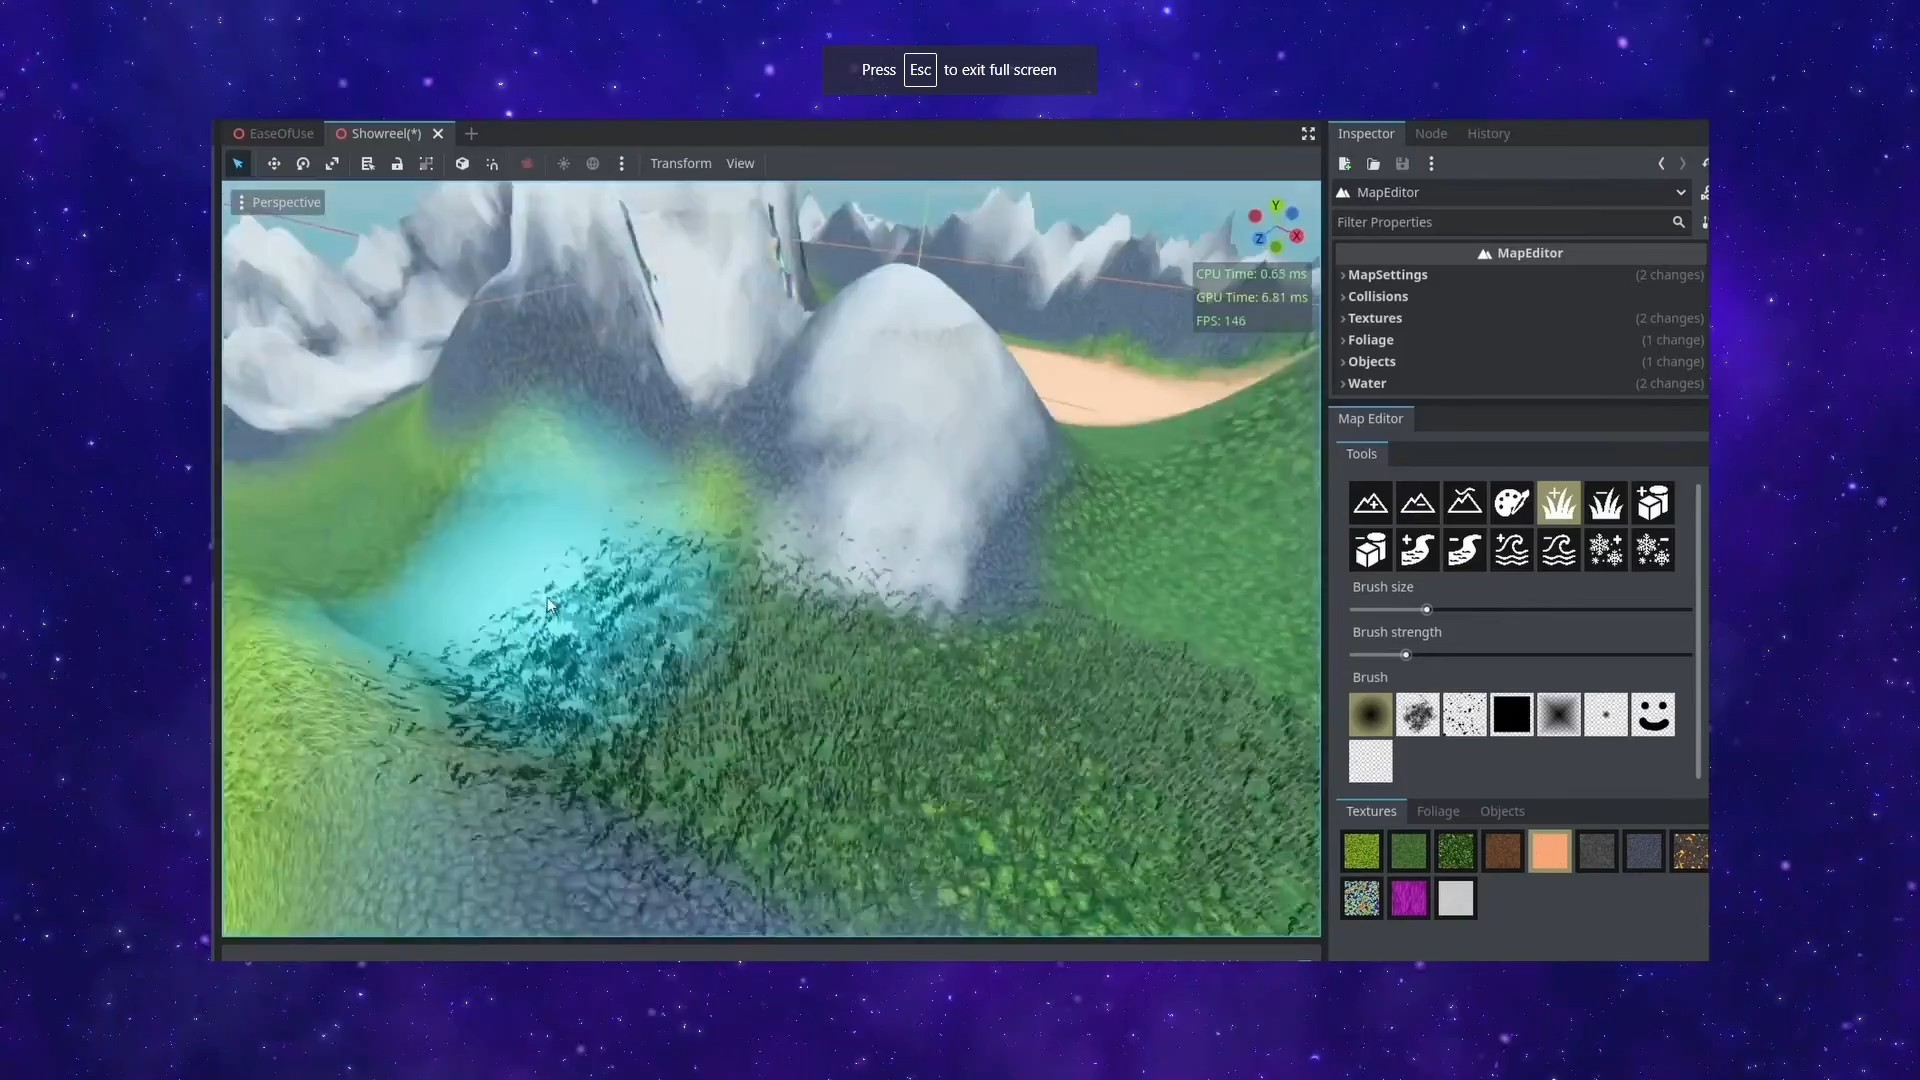 Press Esc to exit full screen
EaseOfUse
Showreel(*)
Transform View
Perspective
Y
Z X
CPU Time: 0.63 ms
GPU Time: 6.81 ms
FPS: 146
Inspector Node History
MapEditor
Filter Properties
MapEditor
MapSettings (2 changes)
Collisions
Textures (2 changes)
Foliage (1 change)
Objects (1 change)
Water (2 changes)
Map Editor
Tools
Brush size
Brush strength
Brush
Textures Foliage Objects